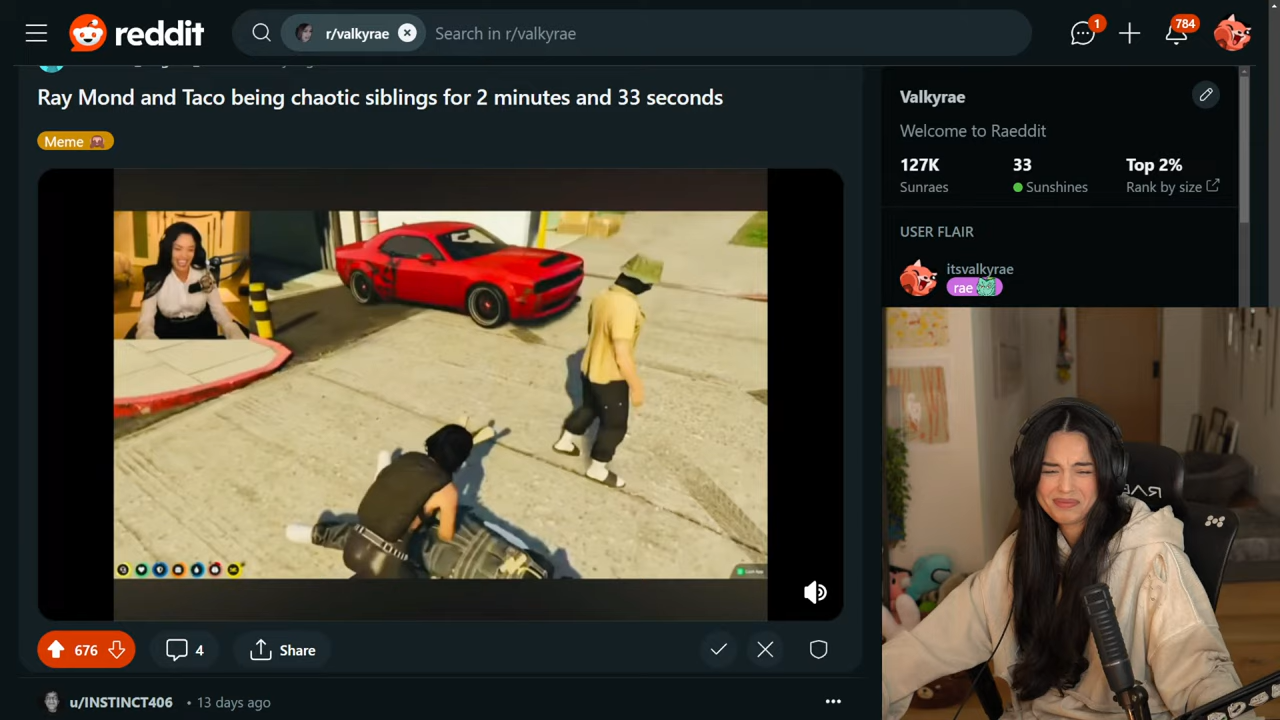 reddit
r/valkyrae
Search in r/valkyrae
1
784
Ray Mond and Taco being chaotic siblings for 2 minutes and 33 seconds
Meme
676
4
Share
u/INSTINCT406 • 13 days ago
Valkyrae
Welcome to Raeddit
127K
33
Top 2%
Sunraes
Sunshines
Rank by size
USER FLAIR
itsvalkyrae
rae